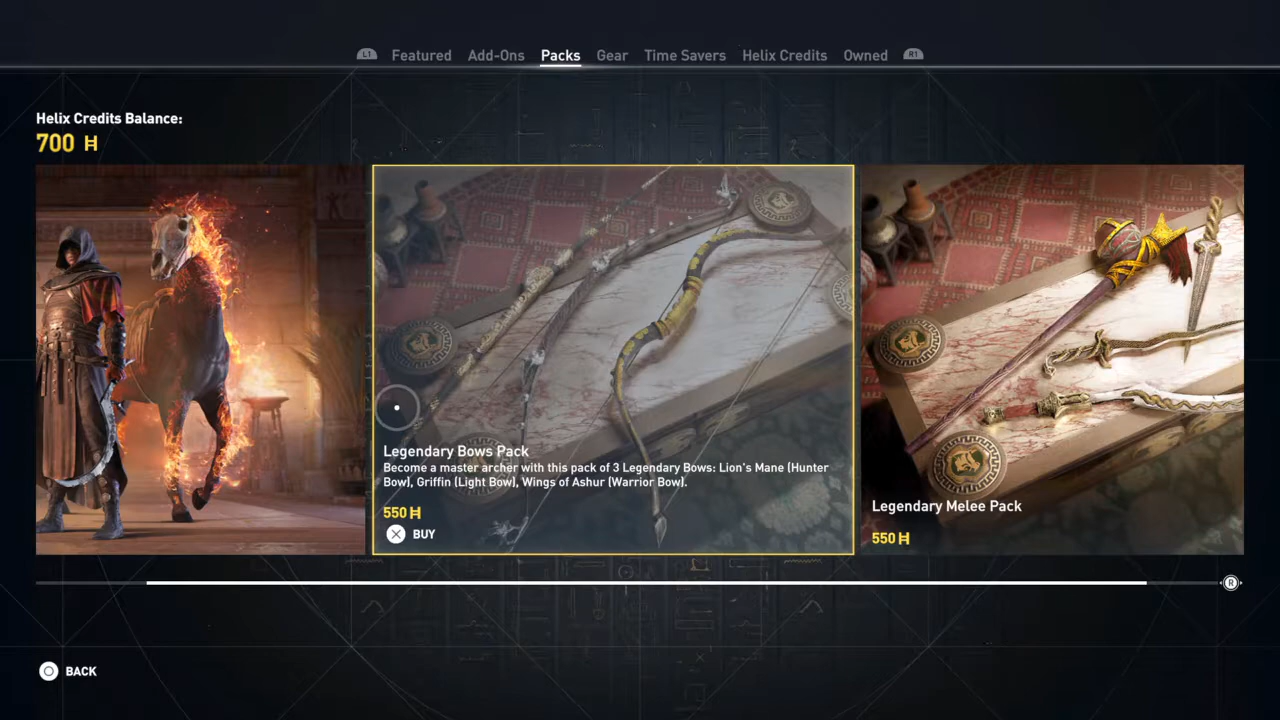 L1 Featured Add-Ons Packs Gear Time Savers Helix Credits Owned R1
Helix Credits Balance:
700 H
Legendary Bows Pack
Become a master archer with this pack of 3 Legendary Bows: Lion's Mane (Hunter
Bow), Griffin (Light Bow), Wings of Ashur (Warrior Bow).
550 H
BUY
Legendary Melee Pack
550 H
R
BACK